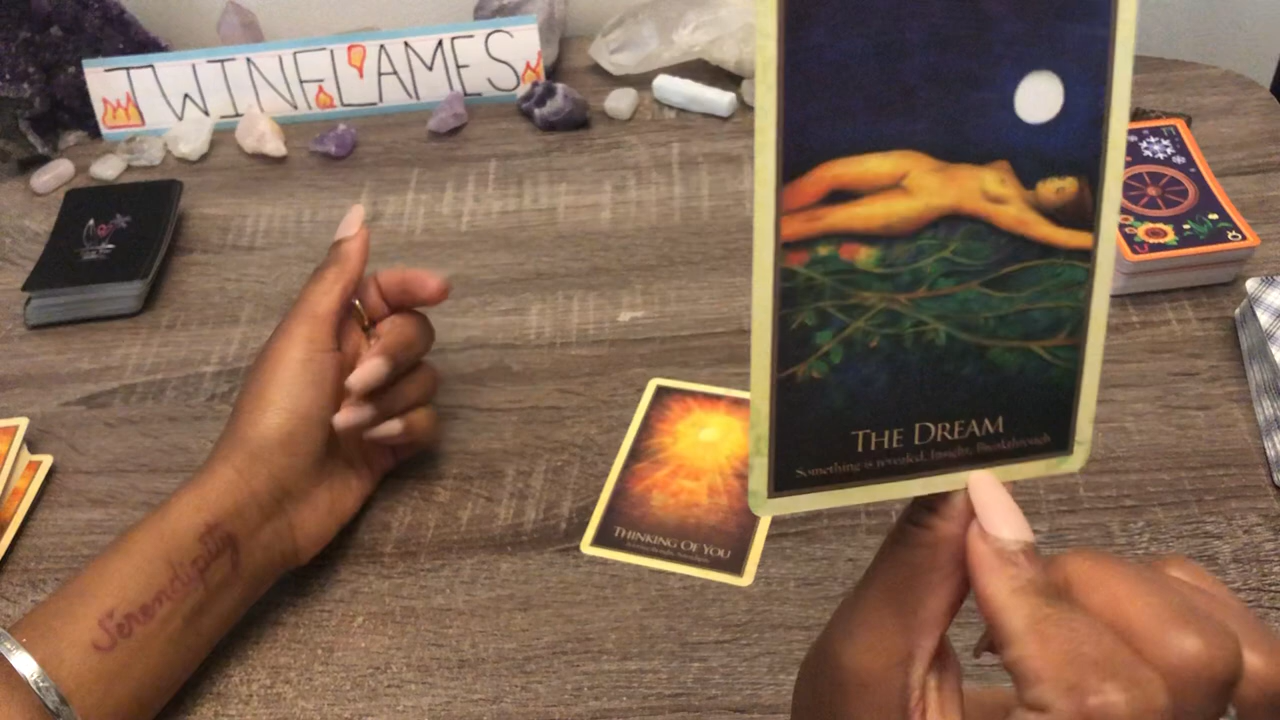 TWINFLAMES
THE DREAM
Something is revealed, Insight, Breakthrough
THINKING OF YOU
Serendipity